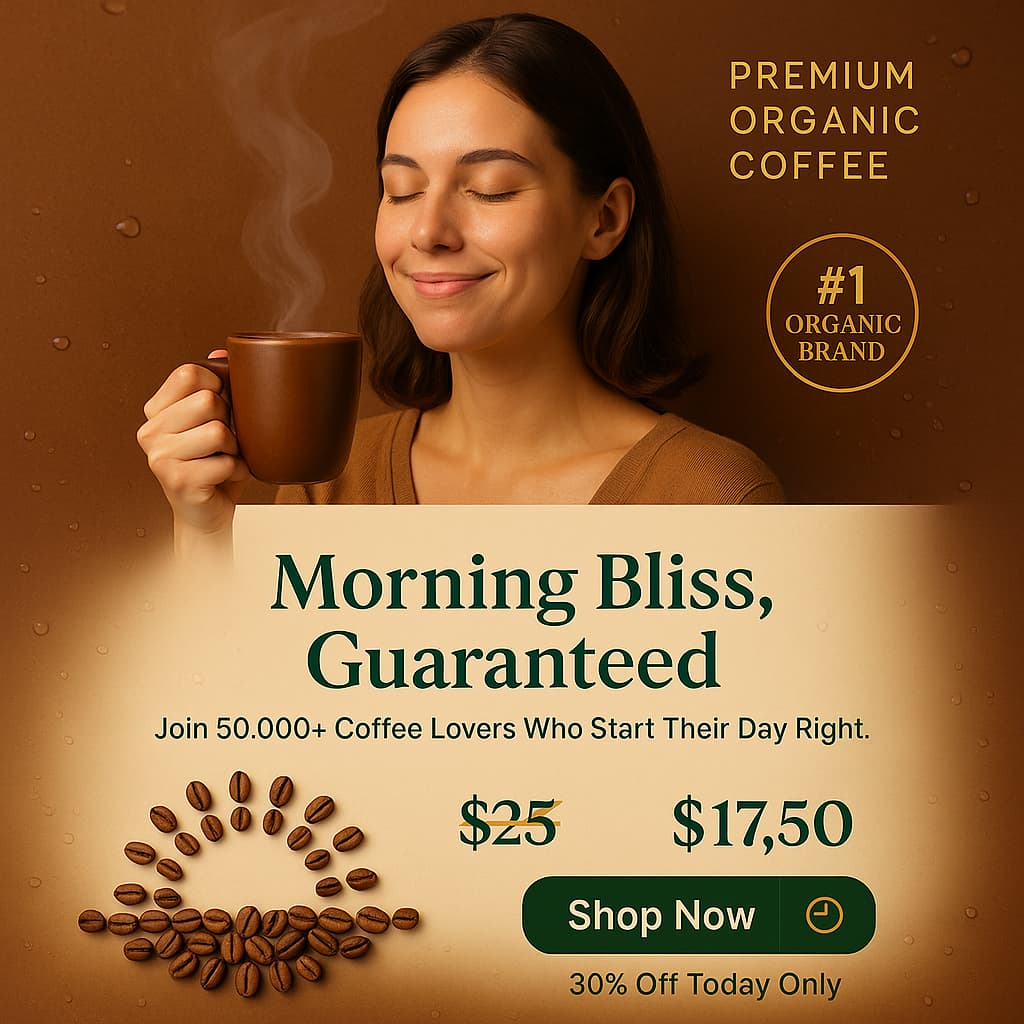 PREMIUM
ORGANIC
COFFEE
#1
ORGANIC
BRAND
Morning Bliss,
Guaranteed
Join 50.000+ Coffee Lovers Who Start Their Day Right.
$25 $17,50
Shop Now
30% Off Today Only